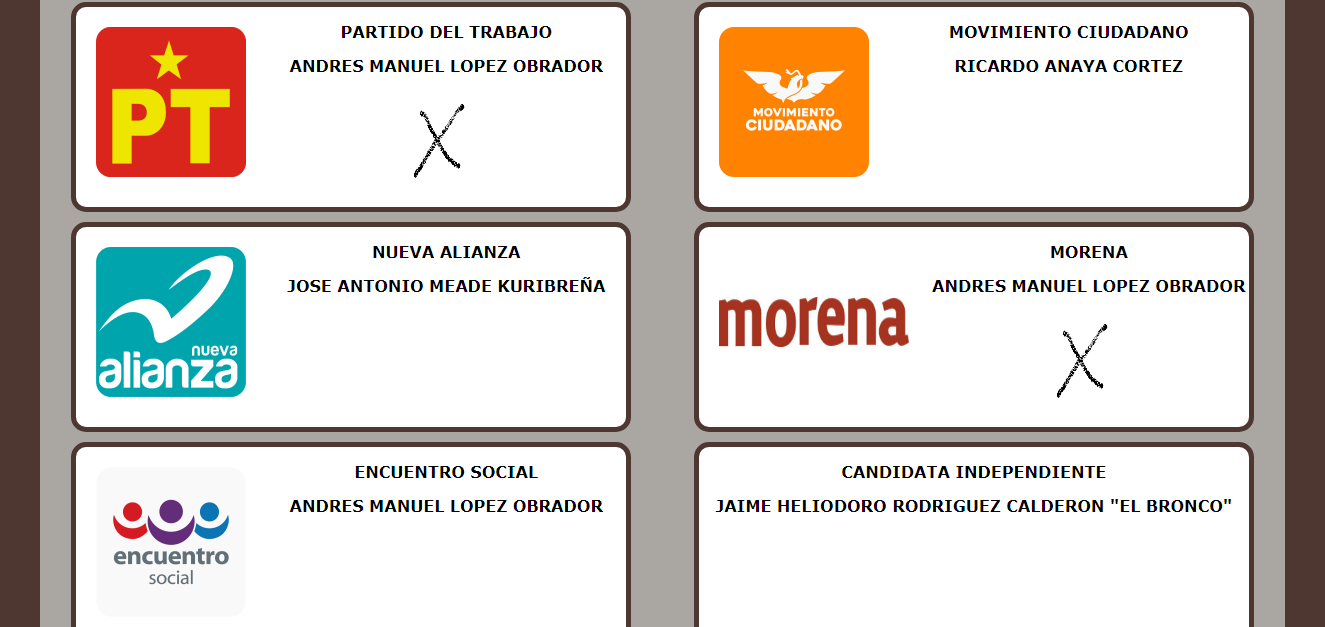 PARTIDO DEL TRABAJO
ANDRES MANUEL LOPEZ OBRADOR
PT
X
MOVIMIENTO CIUDADANO
RICARDO ANAYA CORTEZ
MOVIMIENTO
CIUDADANO
NUEVA ALIANZA
JOSE ANTONIO MEADE KURIBREÑA
nueva
alianza
MORENA
ANDRES MANUEL LOPEZ OBRADOR
morena
X
ENCUENTRO SOCIAL
ANDRES MANUEL LOPEZ OBRADOR
encuentro
social
CANDIDATA INDEPENDIENTE
JAIME HELIODORO RODRIGUEZ CALDERON "EL BRONCO"